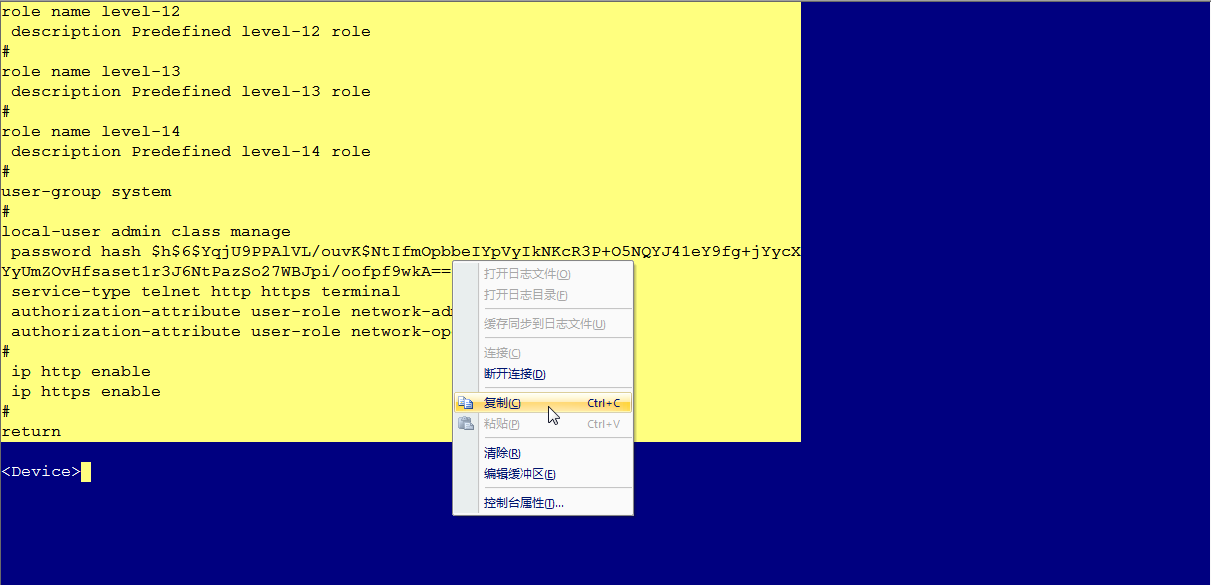 role name level-12
 description Predefined level-12 role
#
role name level-13
 description Predefined level-13 role
#
role name level-14
 description Predefined level-14 role
#
user-group system
#
local-user admin class manage
 password hash $h$6$YqjU9PPAlVL/ouvK$NtIfmOpbbeIYpVyIkNKcR3P+O5NQYJ41eY9fg+jYycX
YyUmZOvHfsaset1r3J6NtPazSo27WBJpi/oofpf9wkA==
 service-type telnet http https terminal
 authorization-attribute user-role network-ad
 authorization-attribute user-role network-op
#
 ip http enable
 ip https enable
#
return
<Device>
打开日志文件(O)
打开日志目录(F)
缓存同步到日志文件(U)
连接(C)
断开连接(D)
复制(C) Ctrl+C
粘贴(P) Ctrl+V
清除(R)
编辑缓冲区(E)
控制台属性(T)...